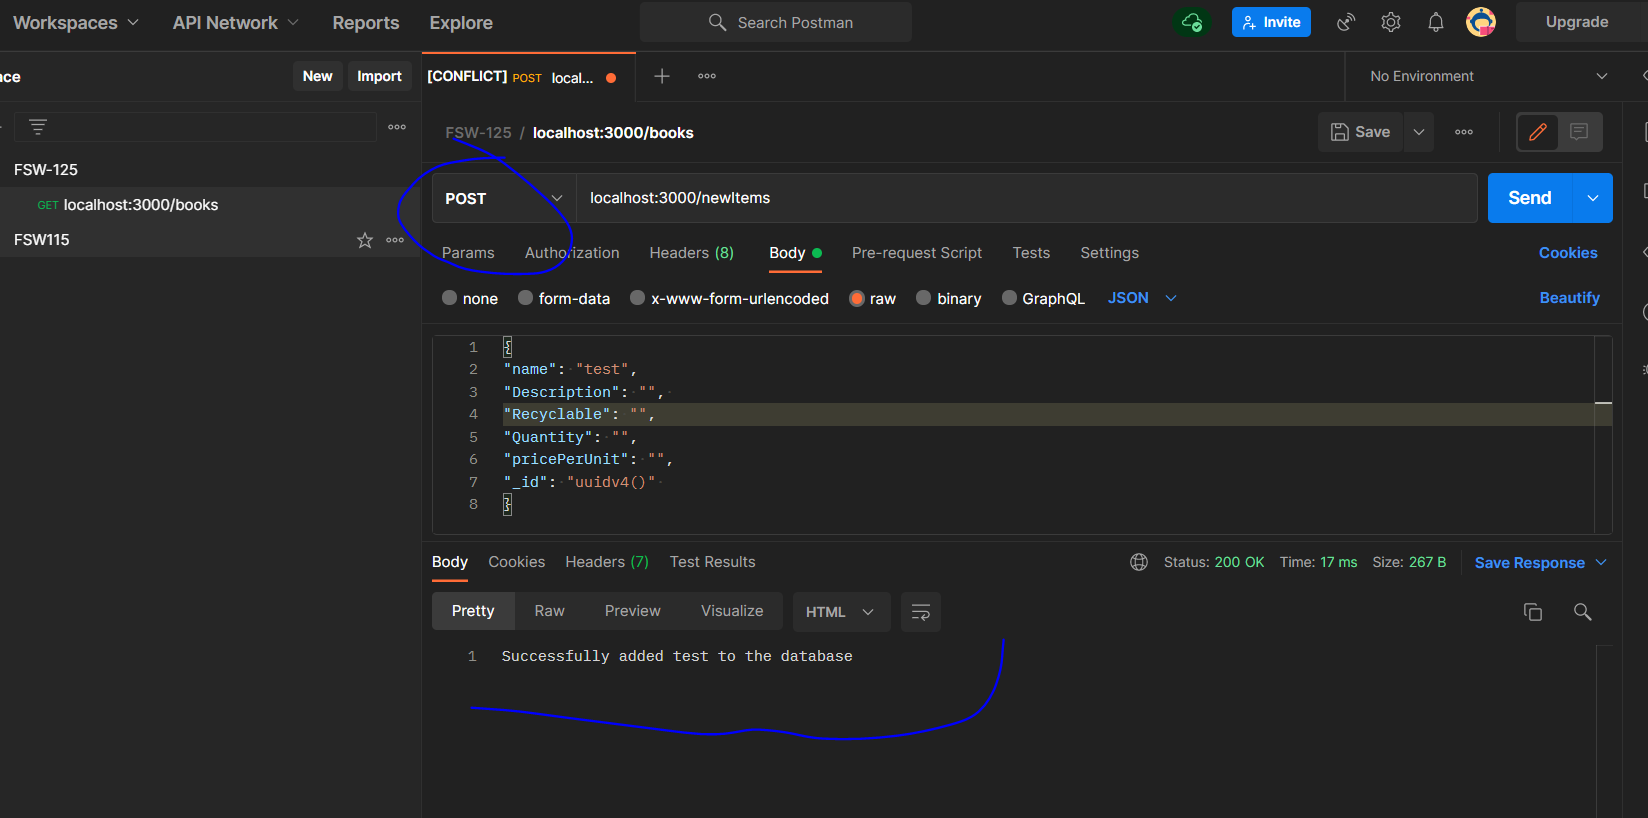 Workspaces API Network Reports Explore Search Postman Invite Upgrade
ce New Import [CONFLICT] POST local... No Environment
FSW-125 / localhost:3000/books Save
FSW-125
GET localhost:3000/books
FSW115
POST localhost:3000/newItems Send
Params Authorization Headers (8) Body Pre-request Script Tests Settings Cookies
none form-data x-www-form-urlencoded raw binary GraphQL JSON Beautify
1 {
2 "name": "test",
3 "Description": "",
4 "Recyclable": "",
5 "Quantity": "",
6 "pricePerUnit": "",
7 "_id": "uuidv4()"
8 }
Body Cookies Headers (7) Test Results Status: 200 OK Time: 17 ms Size: 267 B Save Response
Pretty Raw Preview Visualize HTML
1 Successfully added test to the database